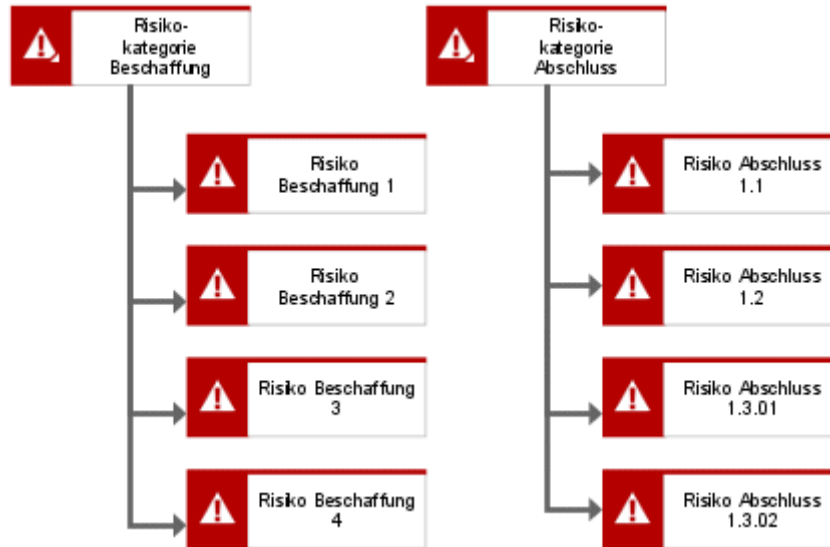 Risiko-
kategorie
Beschaffung
Risiko
Beschaffung 1
Risiko
Beschaffung 2
Risiko Beschaffung
3
Risiko Beschaffung
4
Risiko-
kategorie
Abschluss
Risiko Abschluss
1.1
Risiko Abschluss
1.2
Risiko Abschluss
1.3.01
Risiko Abschluss
1.3.02